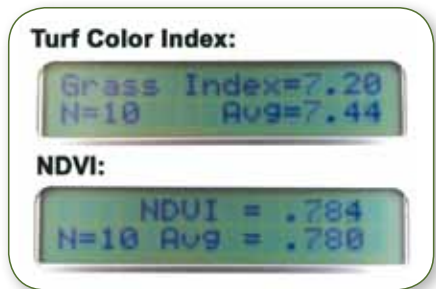 Turf Color Index:
Grass Index=7.20
N=10 Avg=7.44
NDVI:
NDVI = .784
N=10 Avg = .780